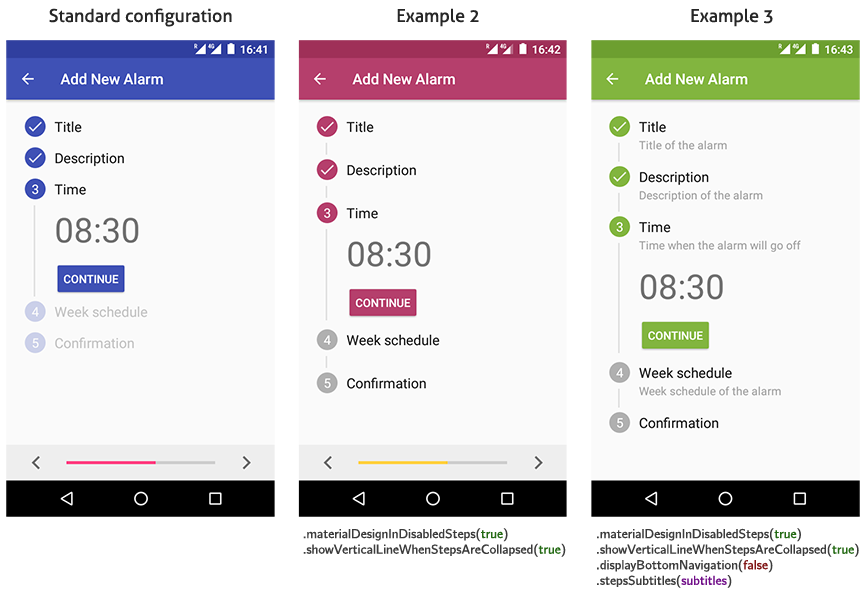 Standard configuration
16:41
Add New Alarm
Title
Description
3 Time
08:30
CONTINUE
4 Week schedule
5 Confirmation
Example 2
R 4G 16:42
Add New Alarm
Title
Description
3 Time
08:30
CONTINUE
4 Week schedule
5 Confirmation
.materialDesignInDisabledSteps(true)
.showVerticalLineWhenStepsAreCollapsed(true)
Example 3
R 4G 16:43
Add New Alarm
Title
Title of the alarm
Description
Description of the alarm
3 Time
Time when the alarm will go off
08:30
CONTINUE
4 Week schedule
Week schedule of the alarm
5 Confirmation
.materialDesignInDisabledSteps(true)
.showVerticalLineWhenStepsAreCollapsed(true)
.displayBottomNavigation(false)
.stepsSubtitles(subtitles)